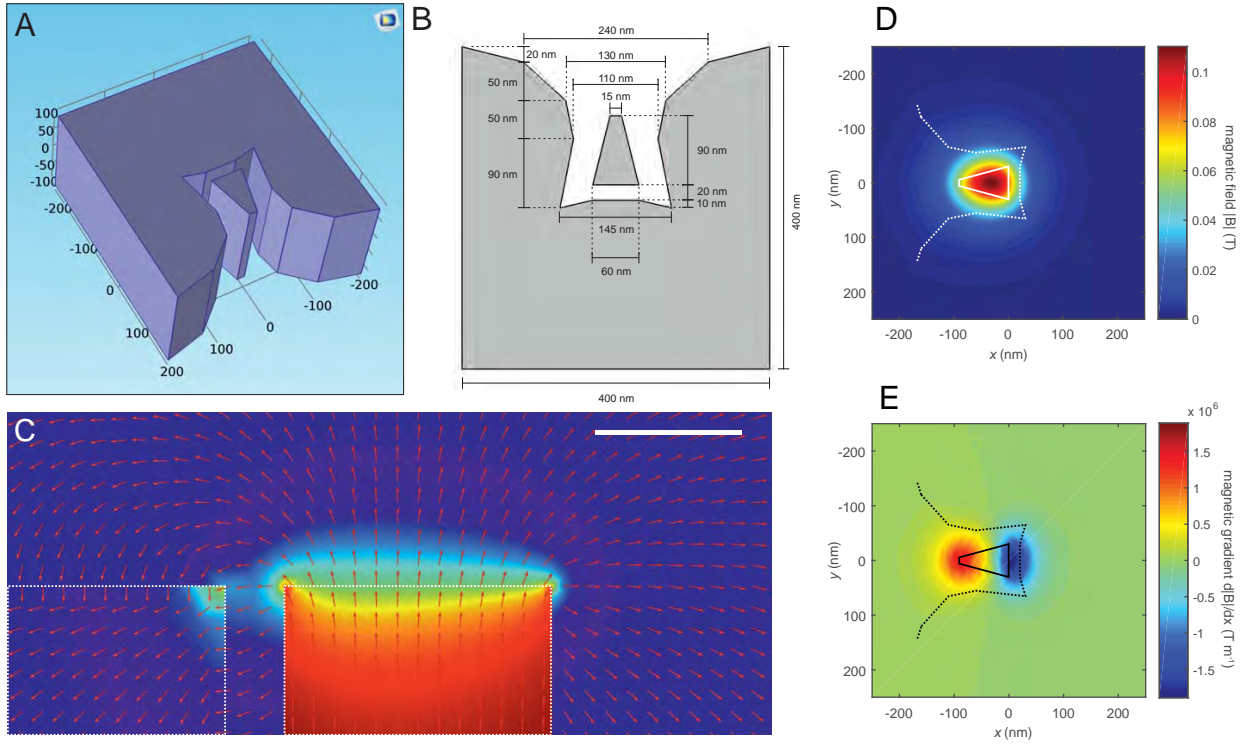 A
100
50
0
-50
-100
-200
-100
0
100
200
100
0
-100
-200
B
240 nm
20 nm
130 nm
50 nm
110 nm
15 nm
50 nm
90 nm
90 nm
20 nm
10 nm
145 nm
60 nm
400 nm
400 nm
C
D
-200
-100
0
100
200
y (nm)
-200 -100 0 100 200
x (nm)
0.1
0.08
0.06
0.04
0.02
0
magnetic field |B| (T)
E
-200
-100
0
100
200
y (nm)
-200 -100 0 100 200
x (nm)
x 10⁶
1.5
1
0.5
0
-0.5
-1
-1.5
magnetic gradient d|B|/dx (T m⁻¹)